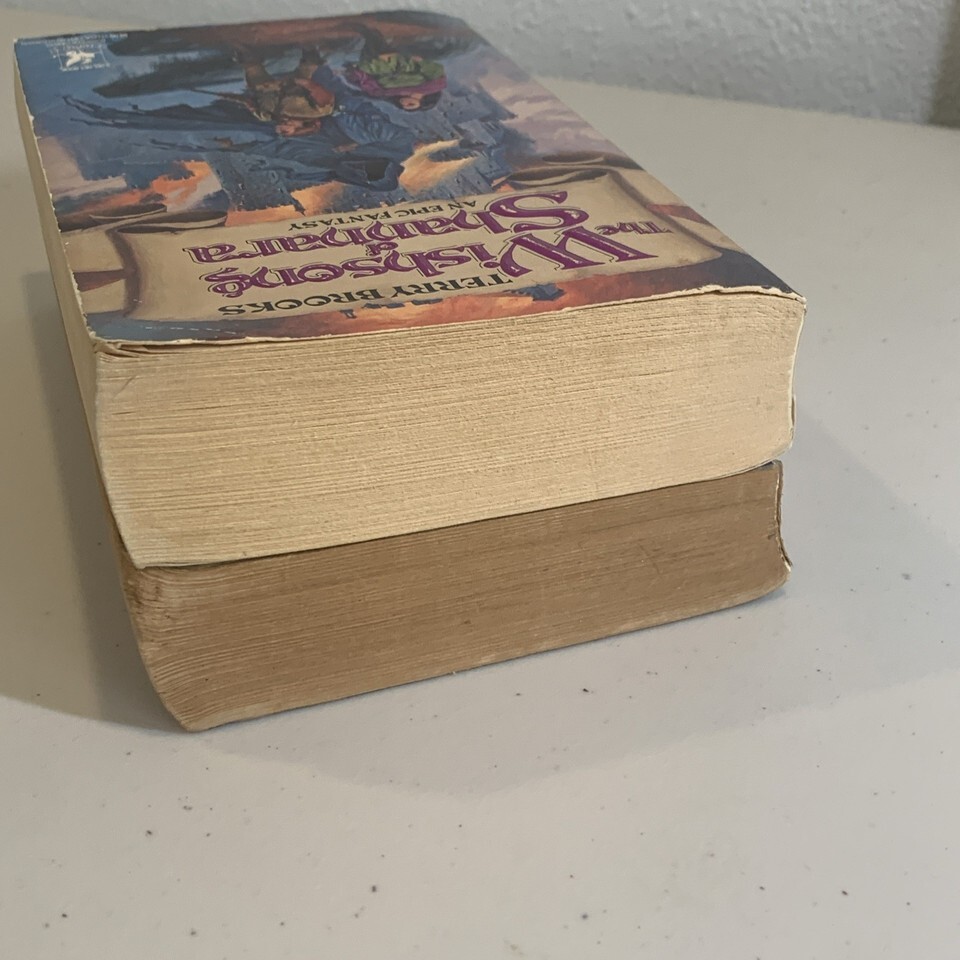 TERRY BROOKS
The
Wishsong
of
Shannara
AN EPIC FANTASY